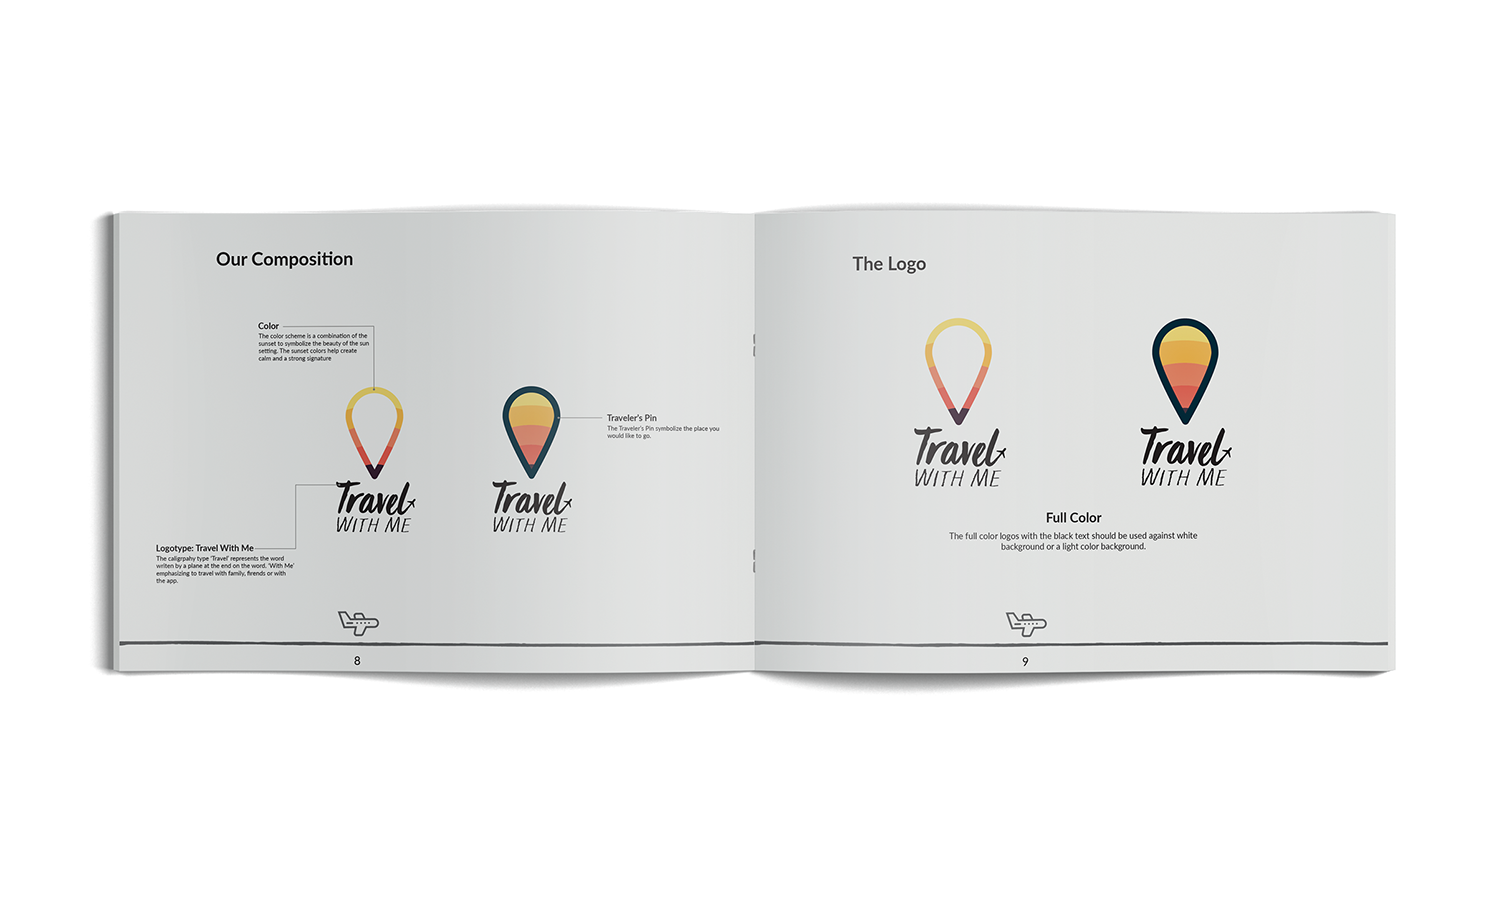 Our Composition
Color
The color scheme is a combination of the
sunset to symbolize the beauty of the sun
setting. The sunset colors help create
calm and a strong signature
Travel
WITH ME
Travel
WITH ME
Traveler's Pin
The Traveler's Pin symbolize the place you
would like to go.
Logotype: Travel With Me
The caligrpahy type 'Travel' represents the word
writen by a plane at the end on the word. 'With Me'
emphasizing to travel with family, firends or with
the app.
8
The Logo
Travel
WITH ME
Travel
WITH ME
Full Color
The full color logos with the black text should be used against white
background or a light color background.
9